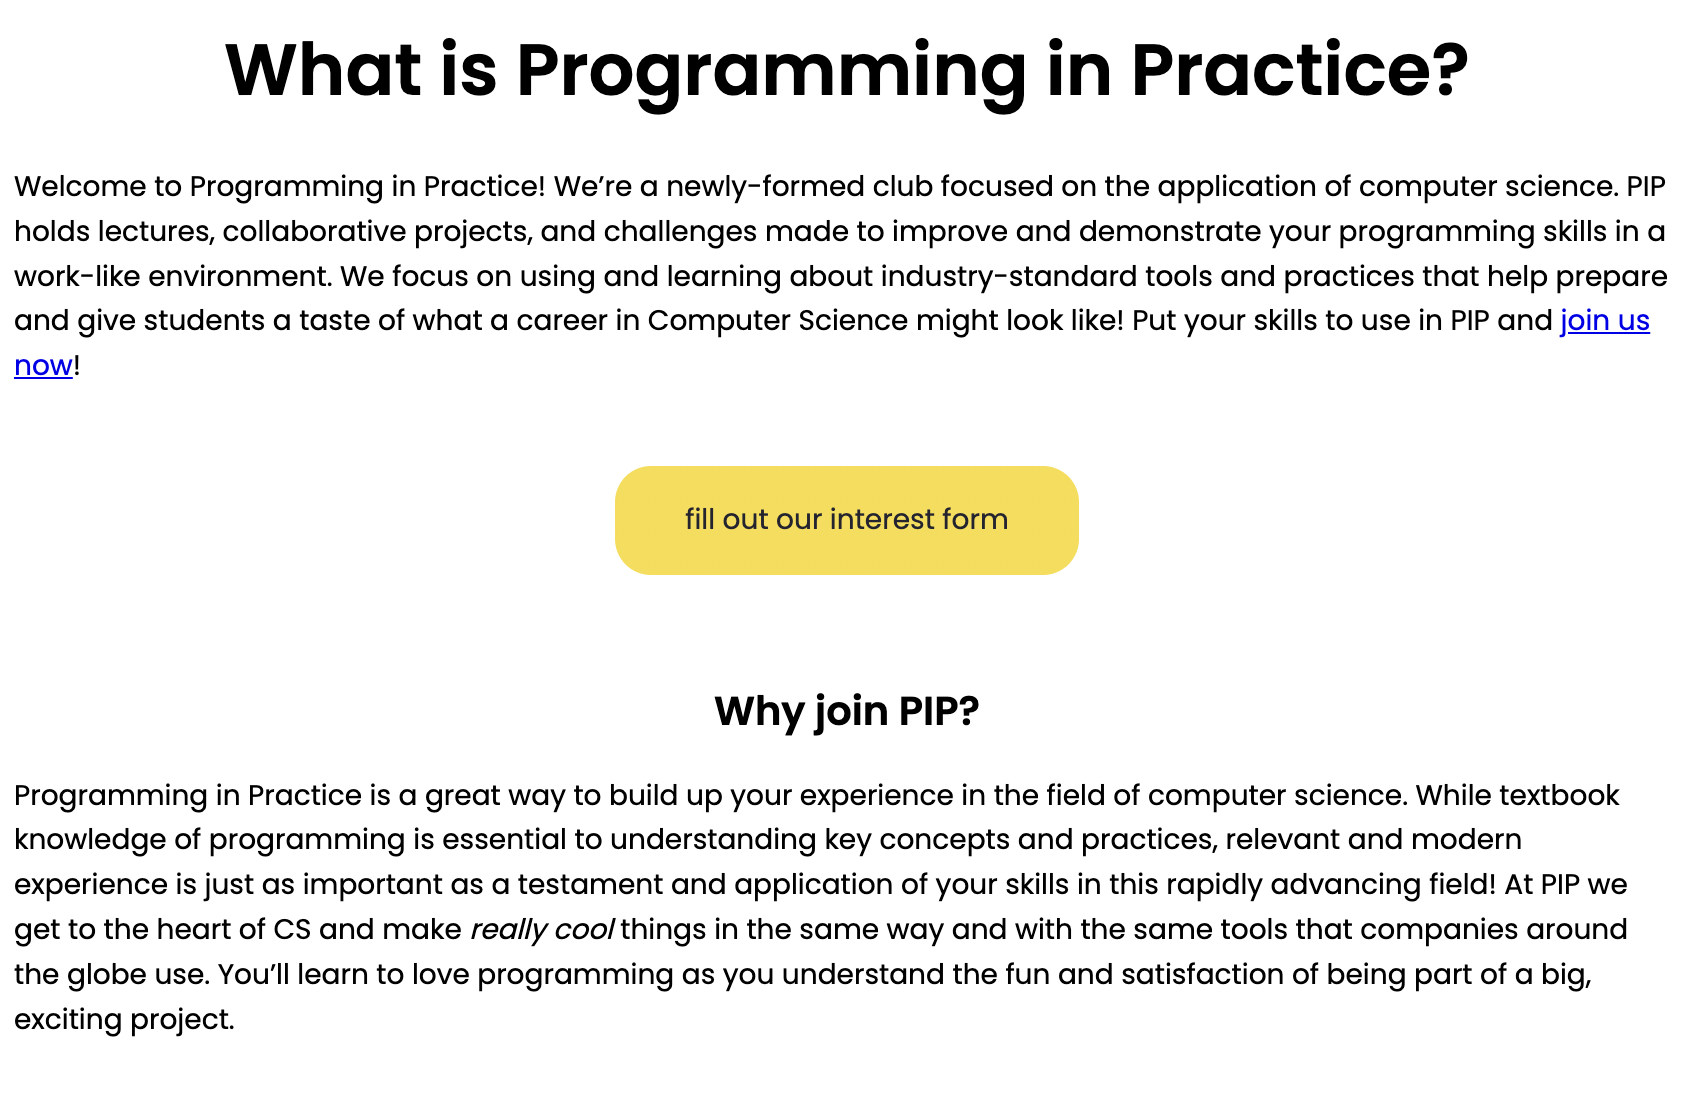 What is Programming in Practice?
Welcome to Programming in Practice! We’re a newly-formed club focused on the application of computer science. PIP
holds lectures, collaborative projects, and challenges made to improve and demonstrate your programming skills in a
work-like environment. We focus on using and learning about industry-standard tools and practices that help prepare
and give students a taste of what a career in Computer Science might look like! Put your skills to use in PIP and join us
now!
fill out our interest form
Why join PIP?
Programming in Practice is a great way to build up your experience in the field of computer science. While textbook
knowledge of programming is essential to understanding key concepts and practices, relevant and modern
experience is just as important as a testament and application of your skills in this rapidly advancing field! At PIP we
get to the heart of CS and make really cool things in the same way and with the same tools that companies around
the globe use. You’ll learn to love programming as you understand the fun and satisfaction of being part of a big,
exciting project.